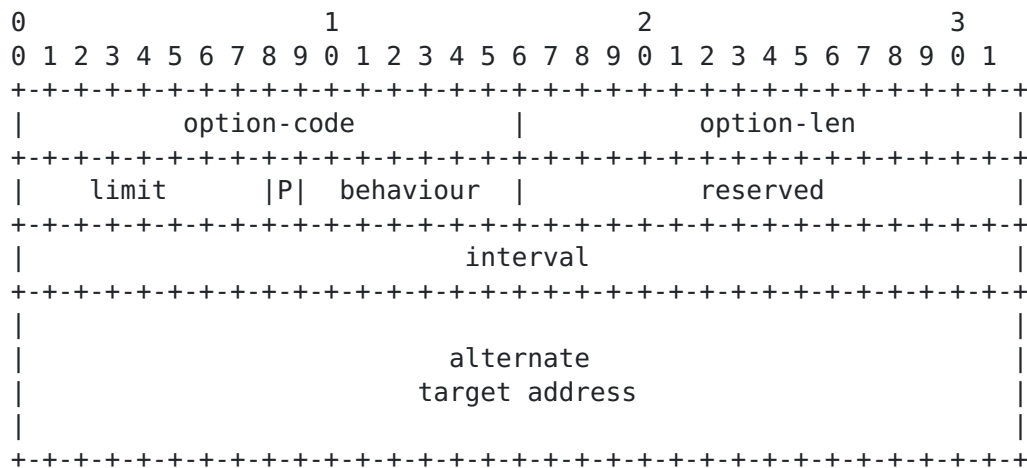 0                   1                   2                   3
0 1 2 3 4 5 6 7 8 9 0 1 2 3 4 5 6 7 8 9 0 1 2 3 4 5 6 7 8 9 0 1
+-+-+-+-+-+-+-+-+-+-+-+-+-+-+-+-+-+-+-+-+-+-+-+-+-+-+-+-+-+-+-+-+
|          option-code          |           option-len          |
+-+-+-+-+-+-+-+-+-+-+-+-+-+-+-+-+-+-+-+-+-+-+-+-+-+-+-+-+-+-+-+-+
|    limit      |P|  behaviour  |           reserved            |
+-+-+-+-+-+-+-+-+-+-+-+-+-+-+-+-+-+-+-+-+-+-+-+-+-+-+-+-+-+-+-+-+
|                            interval                           |
+-+-+-+-+-+-+-+-+-+-+-+-+-+-+-+-+-+-+-+-+-+-+-+-+-+-+-+-+-+-+-+-+
|                                                               |
|                           alternate                           |
|                         target address                        |
|                                                               |
+-+-+-+-+-+-+-+-+-+-+-+-+-+-+-+-+-+-+-+-+-+-+-+-+-+-+-+-+-+-+-+-+